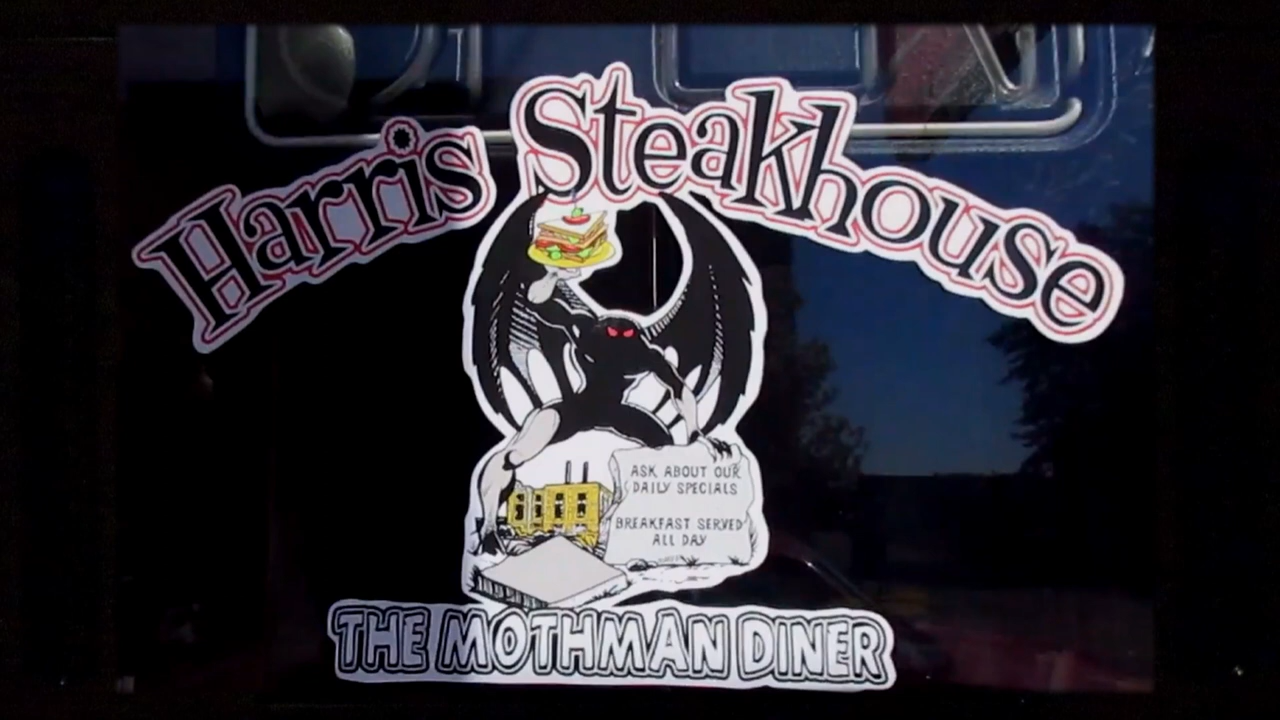 Harris Steakhouse
ASK ABOUT OUR
DAILY SPECIALS
BREAKFAST SERVED
ALL DAY
THE MOTHMAN DINER